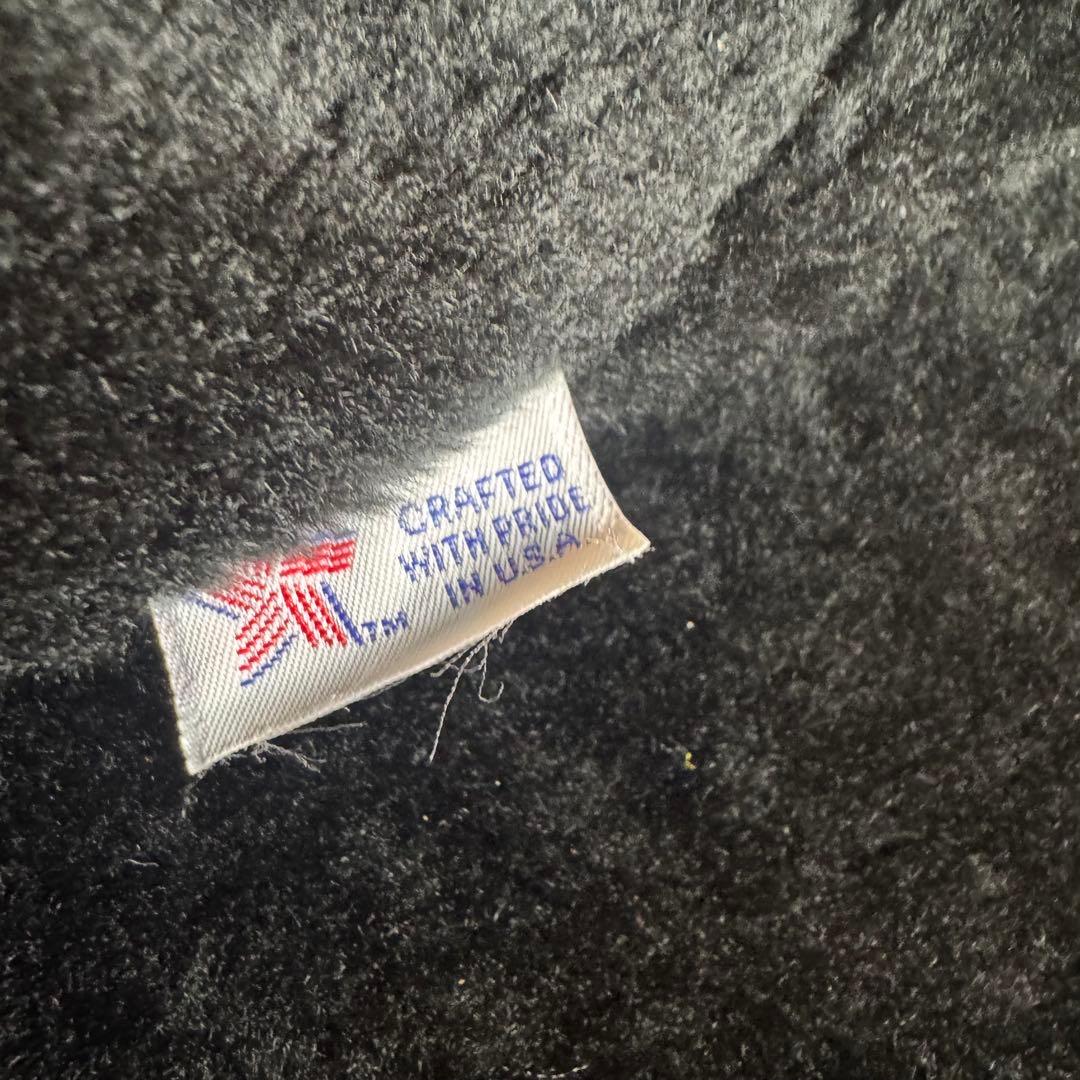 CRAFTED
WITH PRIDE
IN U.S.A.
TM